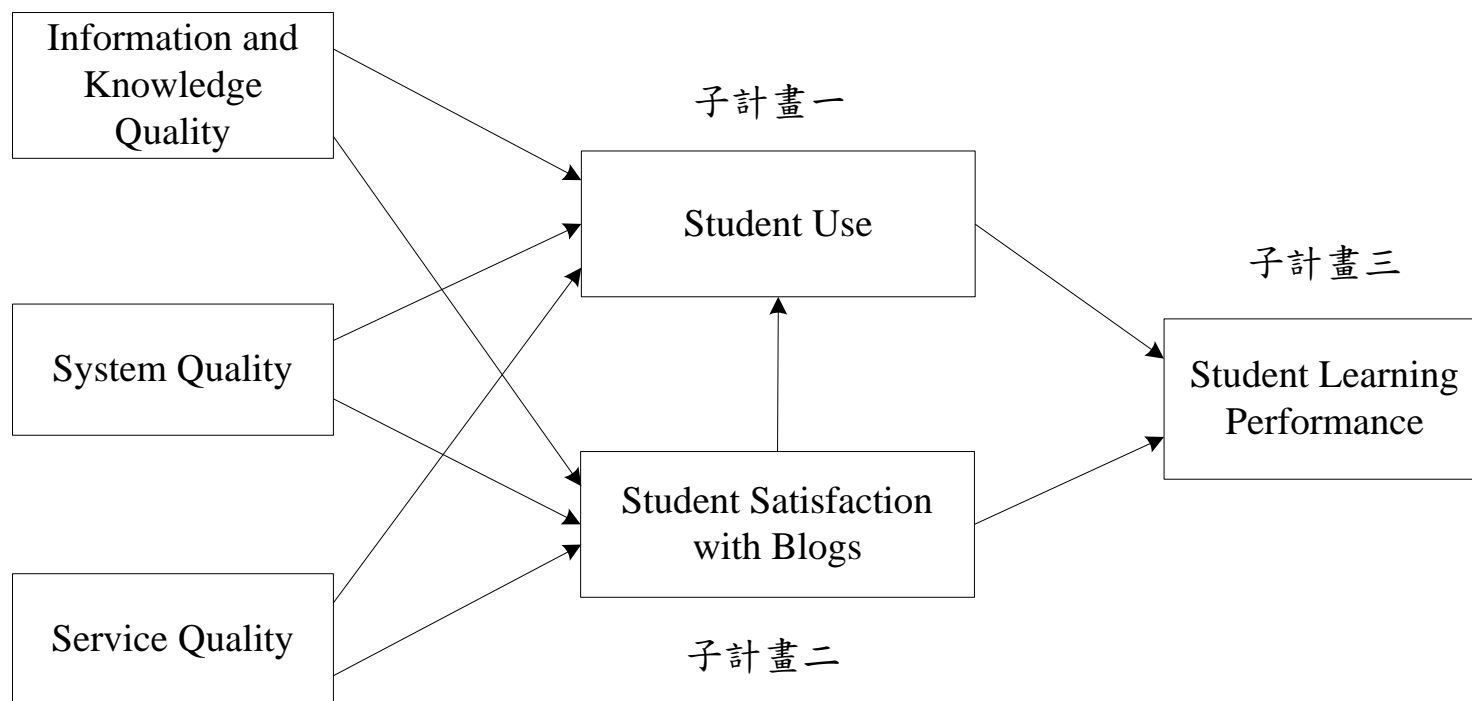 Information and
Knowledge
Quality
子計畫一
Student Use
子計畫三
System Quality
Student Learning
Performance
Student Satisfaction
with Blogs
Service Quality
子計畫二